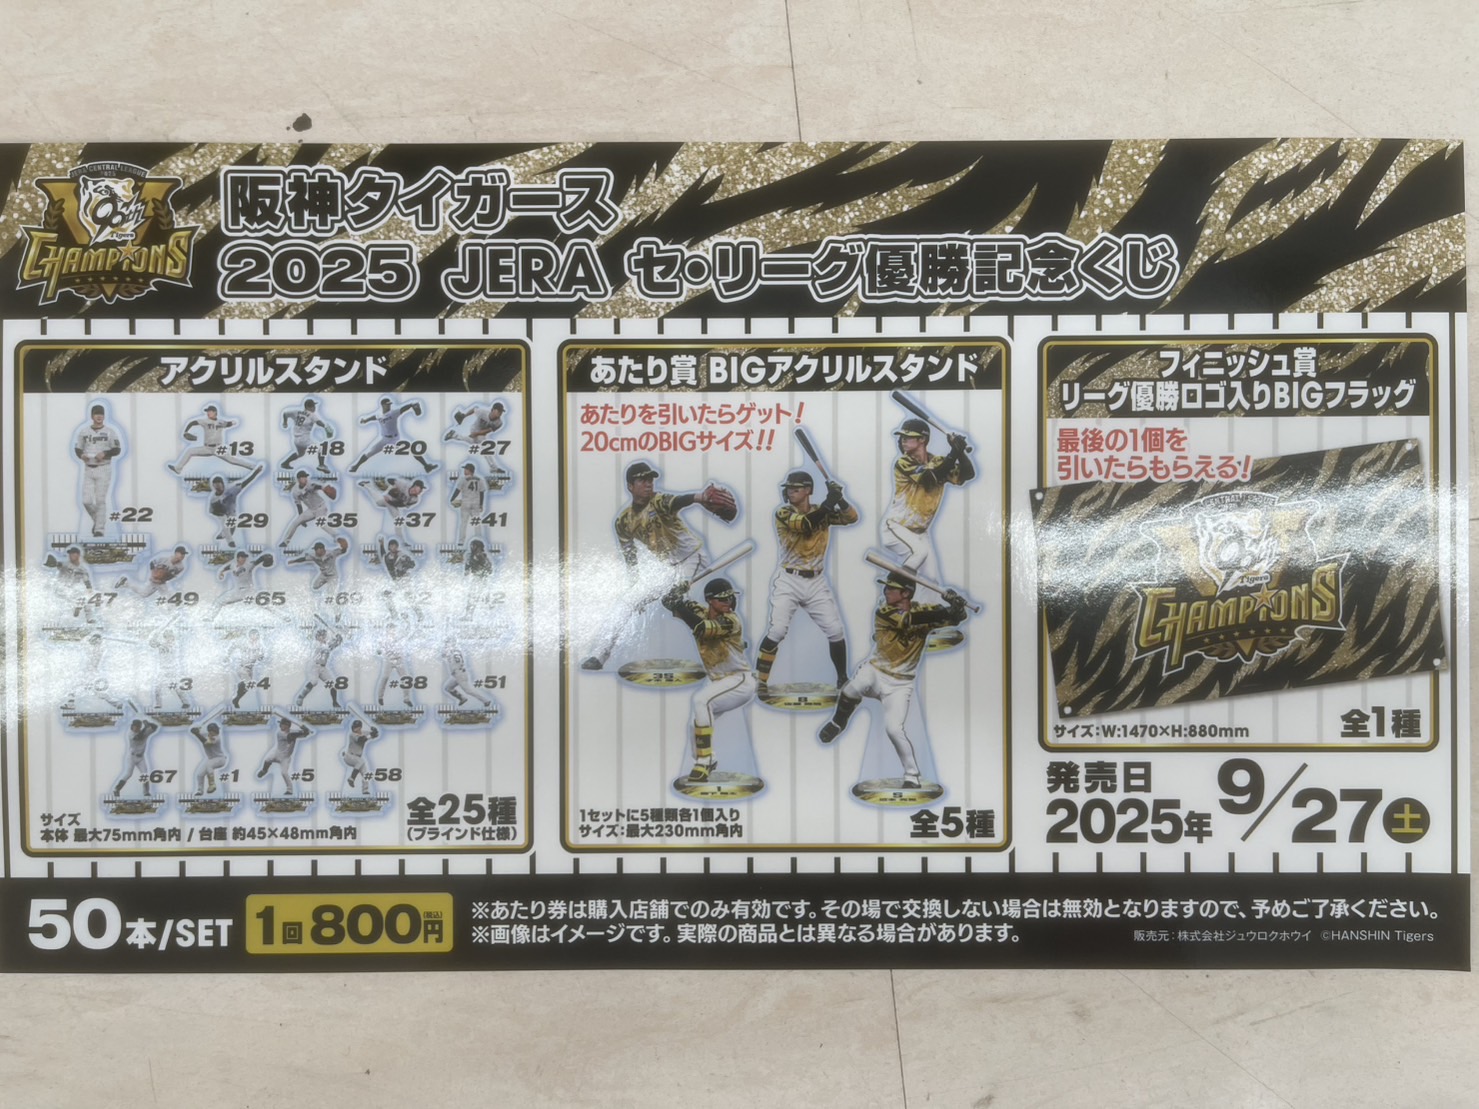 JERA CENTRAL LEAGUE
Tigers
CHAMPIONS
阪神タイガース
2025 JERA セ・リーグ優勝記念くじ
アクリルスタンド
#22
#13
#18
#20
#27
#29
#35
#37
#41
#47
#49
#65
#69
#3
#4
#8
#38
#51
#67
#1
#5
#58
サイズ
本体 最大75mm角内 / 台座 約45×48mm角内
全25種
(ブラインド仕様)
あたり賞 BIGアクリルスタンド
あたりを引いたらゲット!
20cmのBIGサイズ!!
35
8
1
5
1セットに5種類各1個入り
サイズ:最大230mm角内
全5種
フィニッシュ賞
リーグ優勝ロゴ入りBIGフラッグ
最後の1個を
引いたらもらえる!
CENTRAL LEAGUE
Tigers
CHAMPIONS
サイズ:W:1470×H:880mm
全1種
発売日
2025年9/27土
50本/SET
1回800円(税込)
※あたり券は購入店舗でのみ有効です。その場で交換しない場合は無効となりますので、予めご了承ください。
※画像はイメージです。実際の商品とは異なる場合があります。
販売元:株式会社ジュウロクホウイ ©HANSHIN Tigers